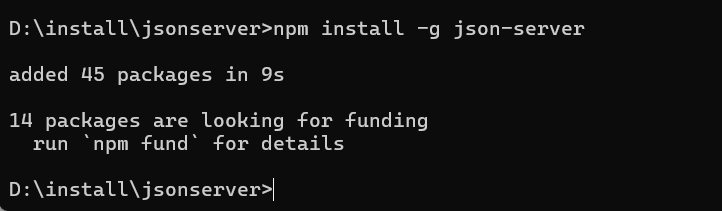 D:\install\jsonserver>npm install -g json-server
added 45 packages in 9s
14 packages are looking for funding
  run `npm fund` for details
D:\install\jsonserver>